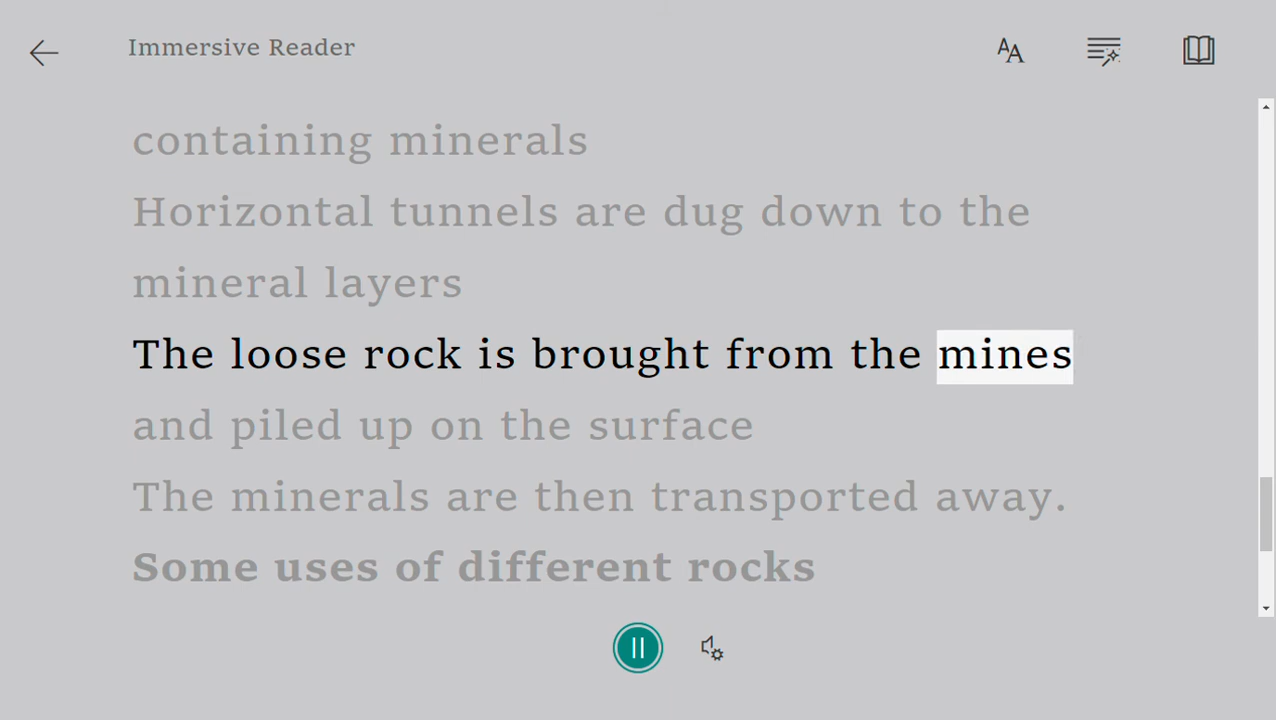 Immersive Reader
containing minerals
Horizontal tunnels are dug down to the
mineral layers
The loose rock is brought from the mines
and piled up on the surface
The minerals are then transported away.
Some uses of different rocks